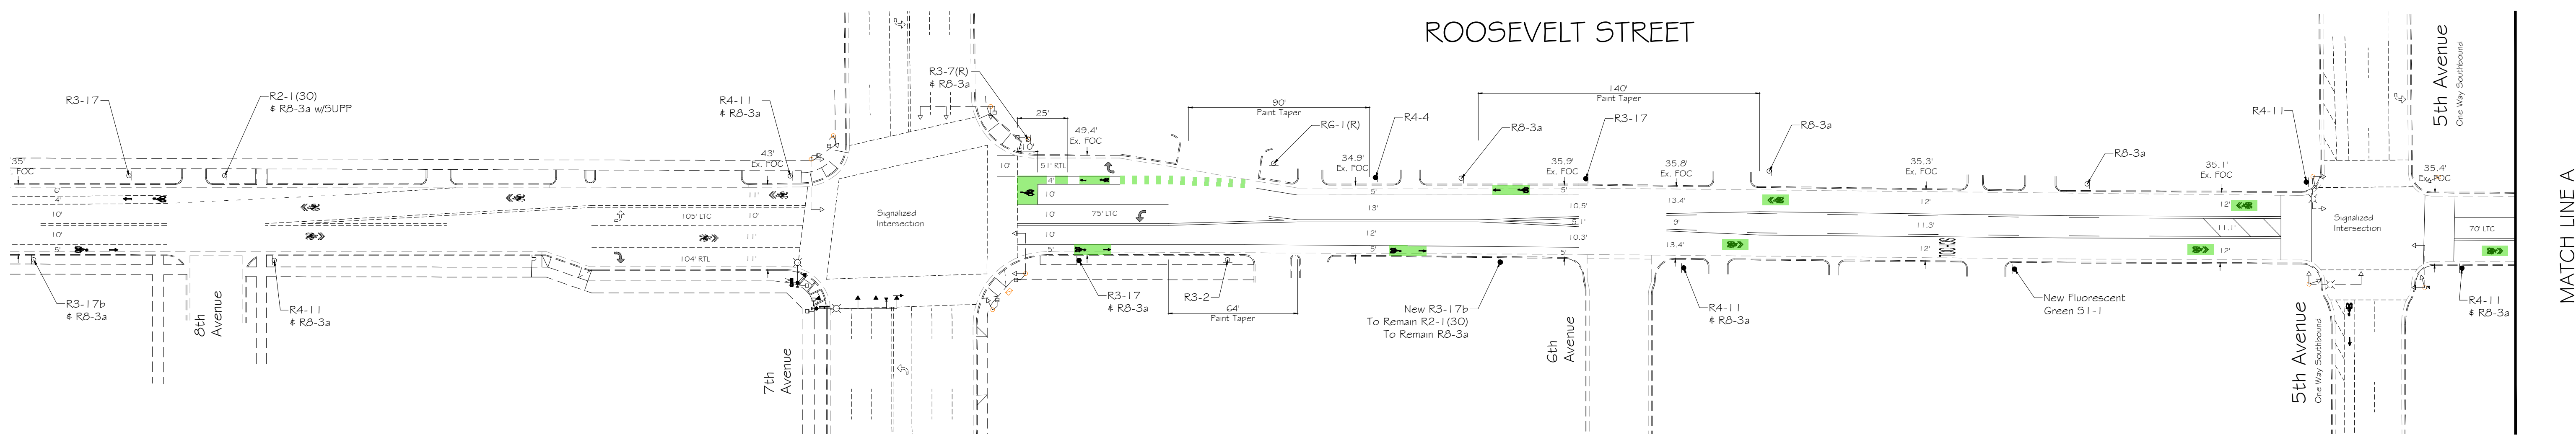 ROOSEVELT STREET
5th Avenue
One Way Southbound
MATCH LINE A
R3-17
R2-1(30)
& R8-3a w/SUPP
R4-11
& R8-3a
R3-7(R)
& R8-3a
25'
10'
49.4'
Ex. FOC
90'
Paint Taper
R6-1(R)
R4-4
140'
Paint Taper
R8-3a
R3-17
R8-3a
R8-3a
R4-11
35'
FOC
43'
Ex. FOC
34.9'
Ex. FOC
35.9'
Ex. FOC
35.8'
Ex. FOC
35.3'
Ex. FOC
35.1'
Ex. FOC
35.4'
Ex. FOC
6'
4'
10'
10'
5'
105' LTC
104' RTL
11'
10'
11'
11'
Signalized
Intersection
10'
51' RTL
4'
10'
10'
75' LTC
10'
5'
5'
13'
12'
5'
5'
10.5'
5.1'
10.3'
5'
13.4'
9'
13.4'
12'
11.3'
12'
SCHOOL
12'
11.1'
12'
Signalized
Intersection
70' LTC
R3-17b
& R8-3a
8th
Avenue
R4-11
& R8-3a
7th
Avenue
R3-17
& R8-3a
R3-2
64'
Paint Taper
New R3-17b
To Remain R2-1(30)
To Remain R8-3a
6th
Avenue
R4-11
& R8-3a
New Fluorescent
Green S1-1
5th Avenue
One Way Southbound
R4-11
& R8-3a